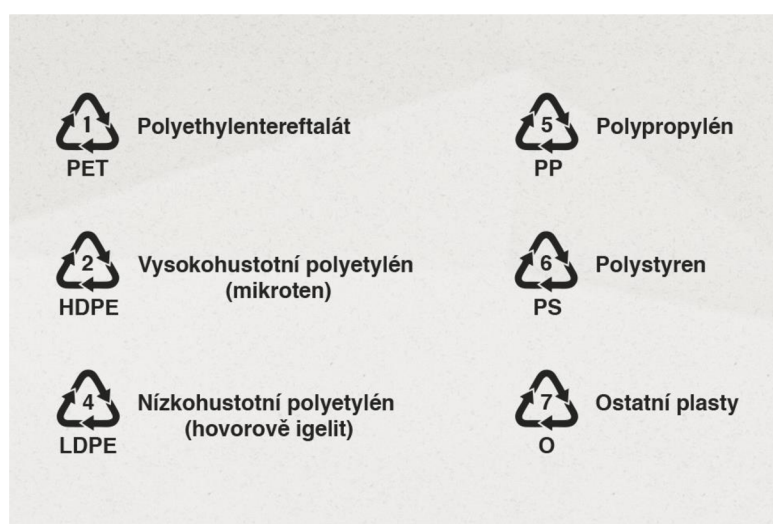 1
PET
Polyethylentereftalát
2
HDPE
Vysokohustotní polyetylén
(mikroten)
4
LDPE
Nízkohustotní polyetylén
(hovorově igelit)
5
PP
Polypropylén
6
PS
Polystyren
7
O
Ostatní plasty